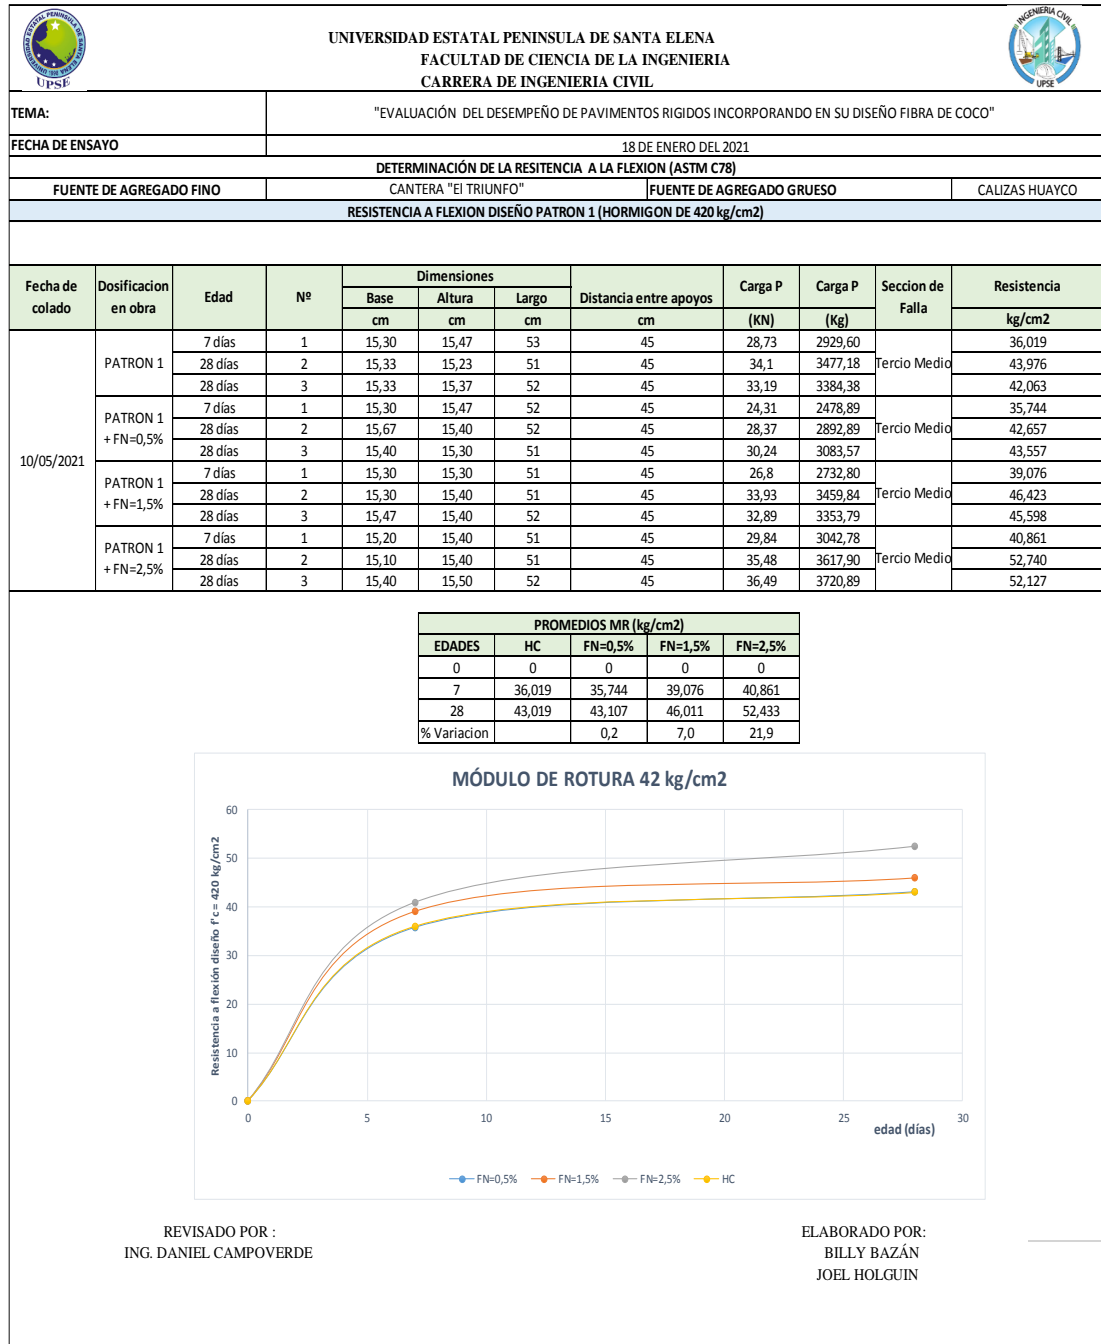 UNIVERSIDAD ESTATAL PENINSULA DE SANTA ELENA
FACULTAD DE CIENCIA DE LA INGENIERIA
CARRERA DE INGENIERIA CIVIL
UNIVERSIDAD ESTATAL PENINSULA DE SANTA ELENA
UPSE
INGENIERIA CIVIL
UPSE
TEMA: "EVALUACIÓN DEL DESEMPEÑO DE PAVIMENTOS RIGIDOS INCORPORANDO EN SU DISEÑO FIBRA DE COCO"
FECHA DE ENSAYO 18 DE ENERO DEL 2021
DETERMINACIÓN DE LA RESITENCIA A LA FLEXION (ASTM C78)
FUENTE DE AGREGADO FINO CANTERA "El TRIUNFO" FUENTE DE AGREGADO GRUESO CALIZAS HUAYCO
RESISTENCIA A FLEXION DISEÑO PATRON 1 (HORMIGON DE 420 kg/cm2)
Fecha de colado Dosificacion en obra Edad Nº Dimensiones Distancia entre apoyos Carga P Carga P Seccion de Falla Resistencia
Base Altura Largo
cm cm cm cm (KN) (Kg) kg/cm2
10/05/2021
PATRON 1
7 días 1 15,30 15,47 53 45 28,73 2929,60 36,019
28 días 2 15,33 15,23 51 45 34,1 3477,18 Tercio Medio 43,976
28 días 3 15,33 15,37 52 45 33,19 3384,38 42,063
PATRON 1
+ FN=0,5%
7 días 1 15,30 15,47 52 45 24,31 2478,89 35,744
28 días 2 15,67 15,40 52 45 28,37 2892,89 Tercio Medio 42,657
28 días 3 15,40 15,30 51 45 30,24 3083,57 43,557
PATRON 1
+ FN=1,5%
7 días 1 15,30 15,30 51 45 26,8 2732,80 39,076
28 días 2 15,30 15,40 51 45 33,93 3459,84 Tercio Medio 46,423
28 días 3 15,47 15,40 52 45 32,89 3353,79 45,598
PATRON 1
+ FN=2,5%
7 días 1 15,20 15,40 51 45 29,84 3042,78 40,861
28 días 2 15,10 15,40 51 45 35,48 3617,90 Tercio Medio 52,740
28 días 3 15,40 15,50 52 45 36,49 3720,89 52,127
PROMEDIOS MR (kg/cm2)
EDADES HC FN=0,5% FN=1,5% FN=2,5%
0 0 0 0 0
7 36,019 35,744 39,076 40,861
28 43,019 43,107 46,011 52,433
% Variacion 0,2 7,0 21,9
MÓDULO DE ROTURA 42 kg/cm2
Resistencia a flexión diseño f'c = 420 kg/cm2
60
50
40
30
20
10
0
0 5 10 15 20 25 30
edad (días)
FN=0,5% FN=1,5% FN=2,5% HC
REVISADO POR :
ING. DANIEL CAMPOVERDE
ELABORADO POR:
BILLY BAZÁN
JOEL HOLGUIN